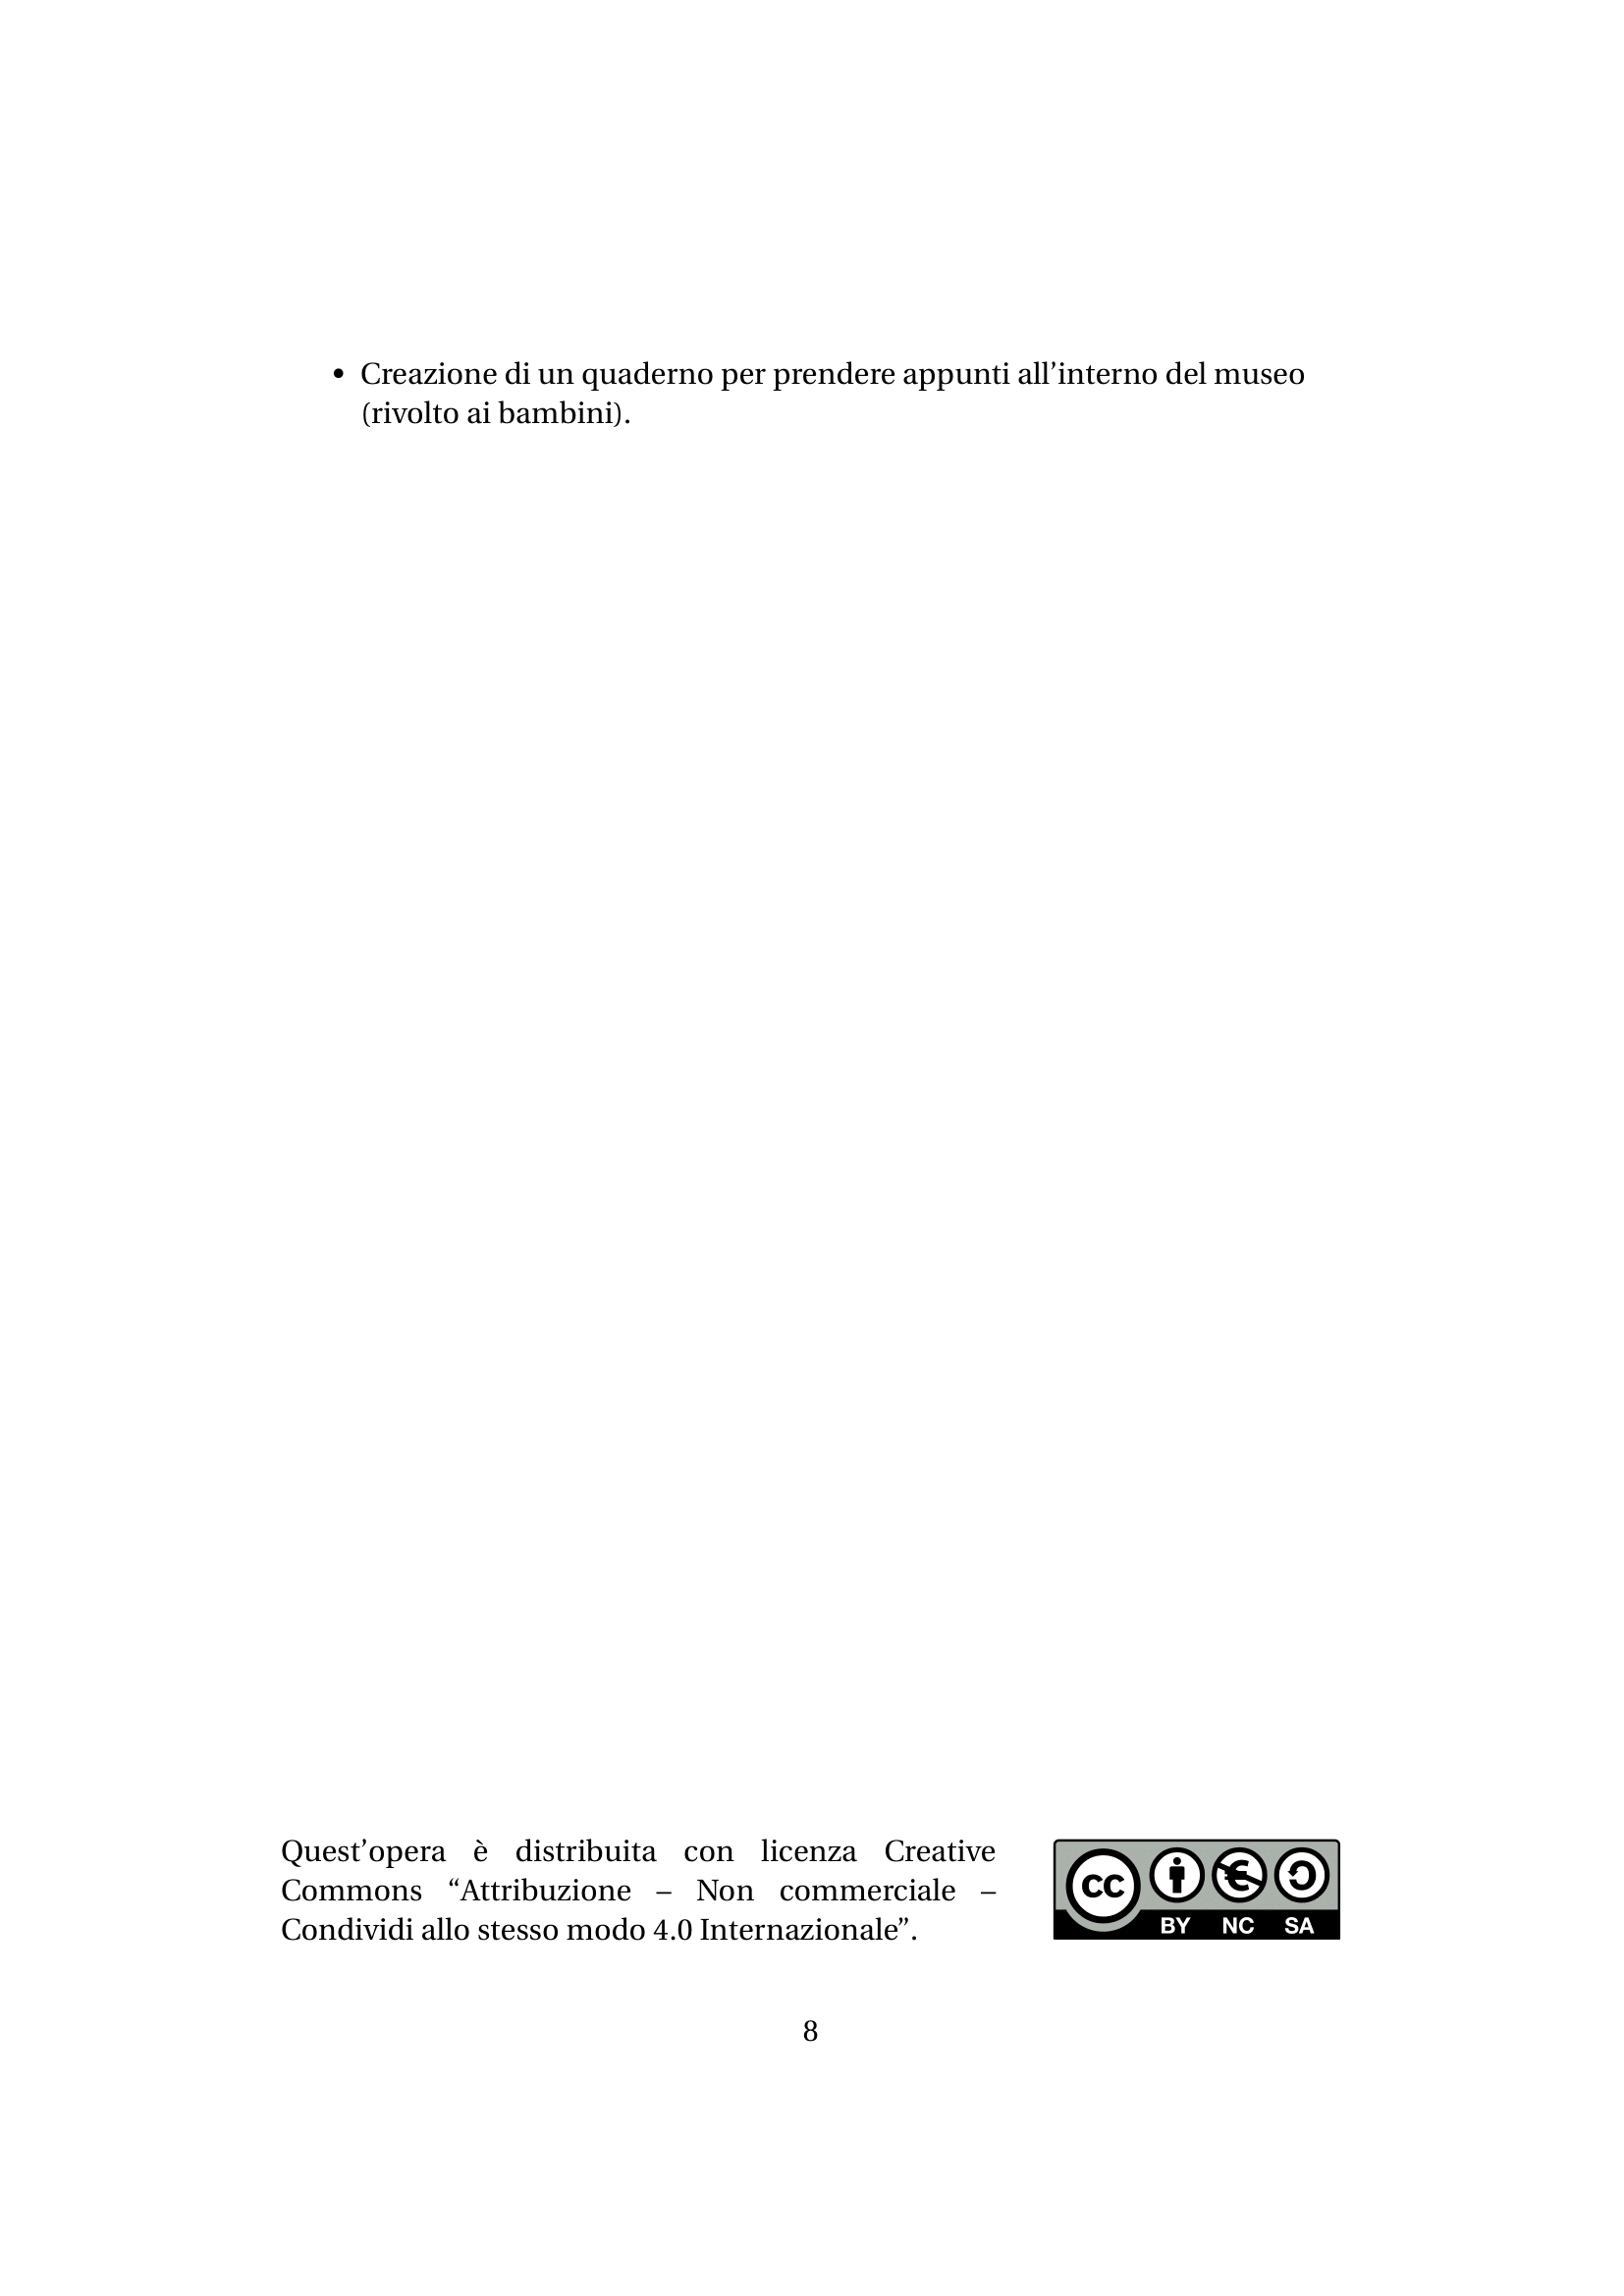 • Creazione di un quaderno per prendere appunti all’interno del museo
(rivolto ai bambini).
Quest’opera è distribuita con licenza Creative
Commons “Attribuzione – Non commerciale –
Condividi allo stesso modo 4.0 Internazionale”.
cc
BY NC SA
8